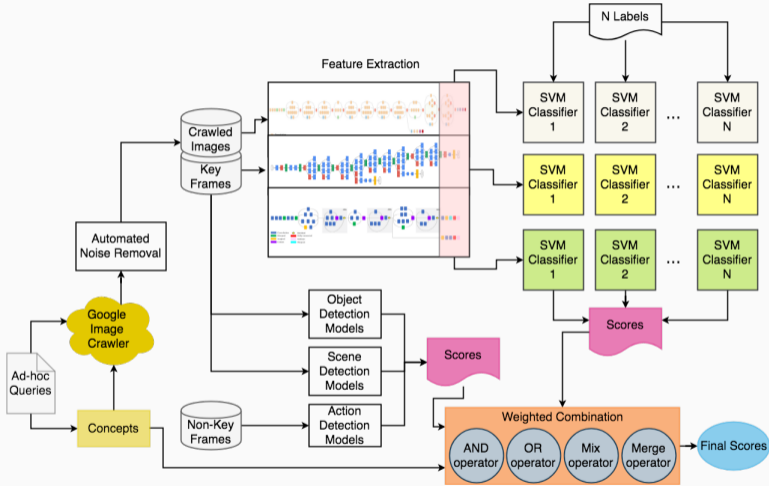 N Labels
Feature Extraction
SVM
Classifier
1
SVM
Classifier
2
...
SVM
Classifier
N
Crawled
Images
Key
Frames
SVM
Classifier
1
SVM
Classifier
2
...
SVM
Classifier
N
Automated
Noise Removal
SVM
Classifier
1
SVM
Classifier
2
...
SVM
Classifier
N
Google
Image
Crawler
Object
Detection
Models
Scores
Ad-hoc
Queries
Scene
Detection
Models
Scores
Concepts
Non-Key
Frames
Action
Detection
Models
Weighted Combination
AND
operator
OR
operator
Mix
operator
Merge
operator
Final Scores